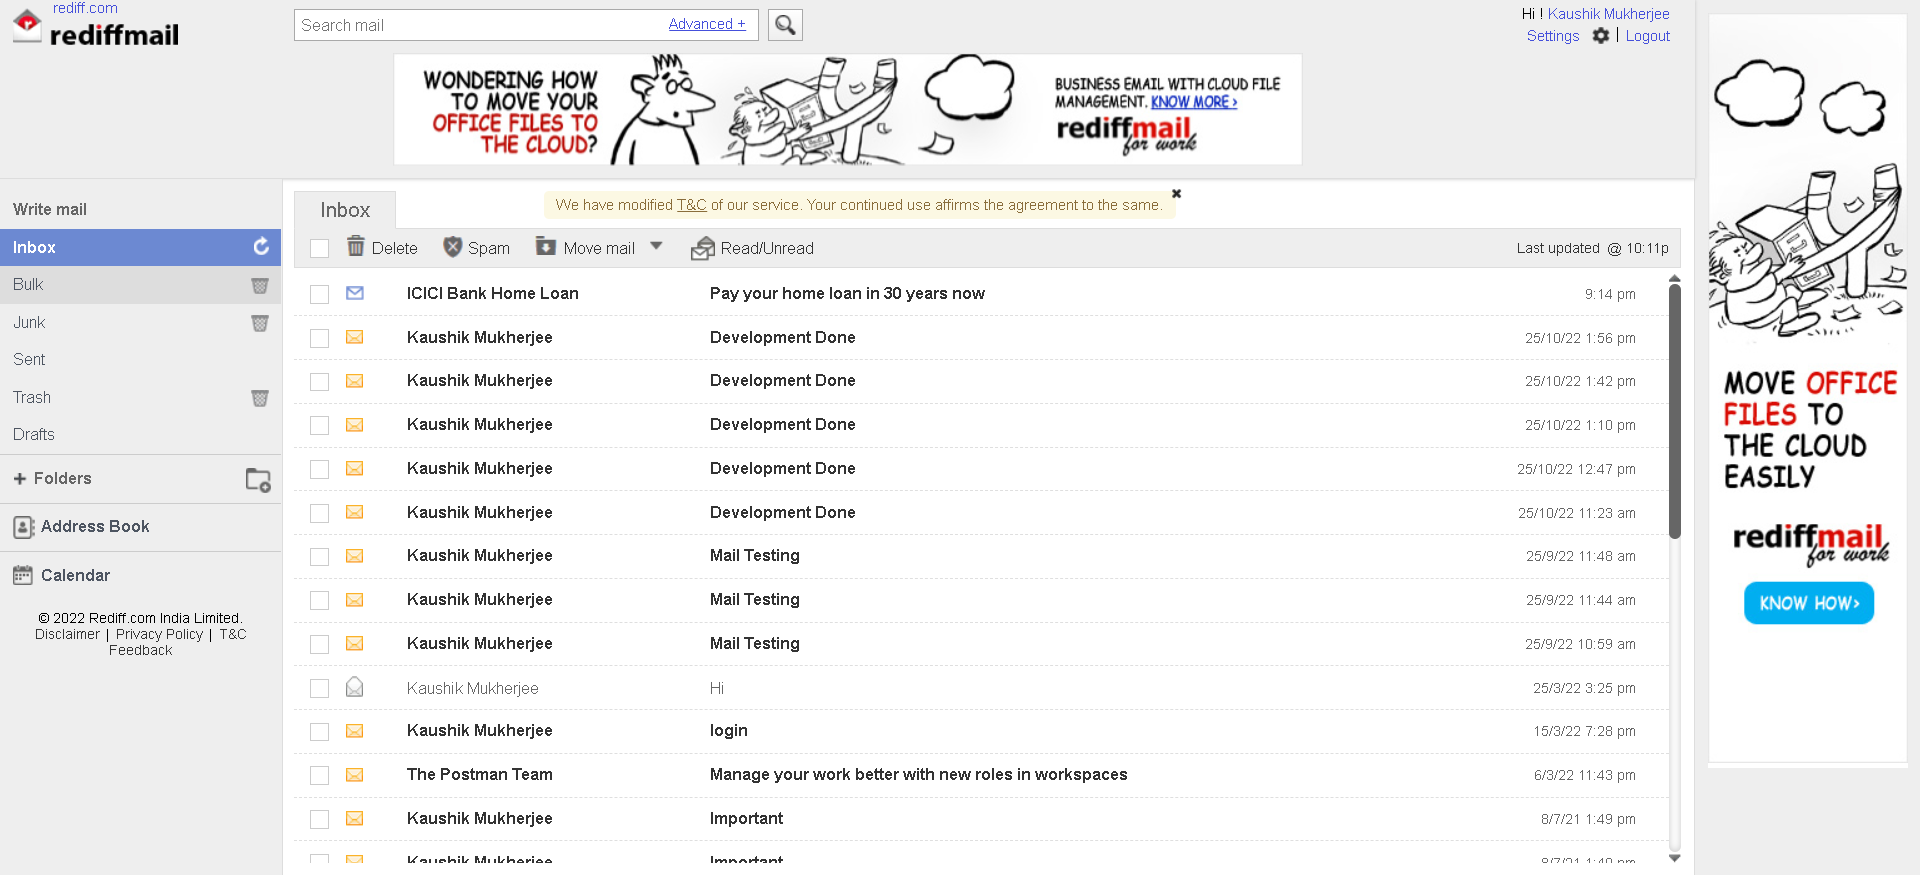 rediff.com
rediffmail
Search mail Advanced +
Hi ! Kaushik Mukherjee
Settings | Logout
WONDERING HOW
TO MOVE YOUR
OFFICE FILES TO
THE CLOUD?
BUSINESS EMAIL WITH CLOUD FILE
MANAGEMENT. KNOW MORE ›
rediffmail
for work
Write mail
Inbox
Bulk
Junk
Sent
Trash
Drafts
+ Folders
Address Book
Calendar
© 2022 Rediff.com India Limited.
Disclaimer | Privacy Policy | T&C
Feedback
Inbox
We have modified T&C of our service. Your continued use affirms the agreement to the same.
Delete Spam Move mail Read/Unread Last updated @ 10:11p
ICICI Bank Home Loan Pay your home loan in 30 years now 9:14 pm
Kaushik Mukherjee Development Done 25/10/22 1:56 pm
Kaushik Mukherjee Development Done 25/10/22 1:42 pm
Kaushik Mukherjee Development Done 25/10/22 1:10 pm
Kaushik Mukherjee Development Done 25/10/22 12:47 pm
Kaushik Mukherjee Development Done 25/10/22 11:23 am
Kaushik Mukherjee Mail Testing 25/9/22 11:48 am
Kaushik Mukherjee Mail Testing 25/9/22 11:44 am
Kaushik Mukherjee Mail Testing 25/9/22 10:59 am
Kaushik Mukherjee Hi 25/3/22 3:25 pm
Kaushik Mukherjee login 15/3/22 7:28 pm
The Postman Team Manage your work better with new roles in workspaces 6/3/22 11:43 pm
Kaushik Mukherjee Important 8/7/21 1:49 pm
Kaushik Mukherjee Important
MOVE OFFICE
FILES TO
THE CLOUD
EASILY
rediffmail
for work
KNOW HOW›